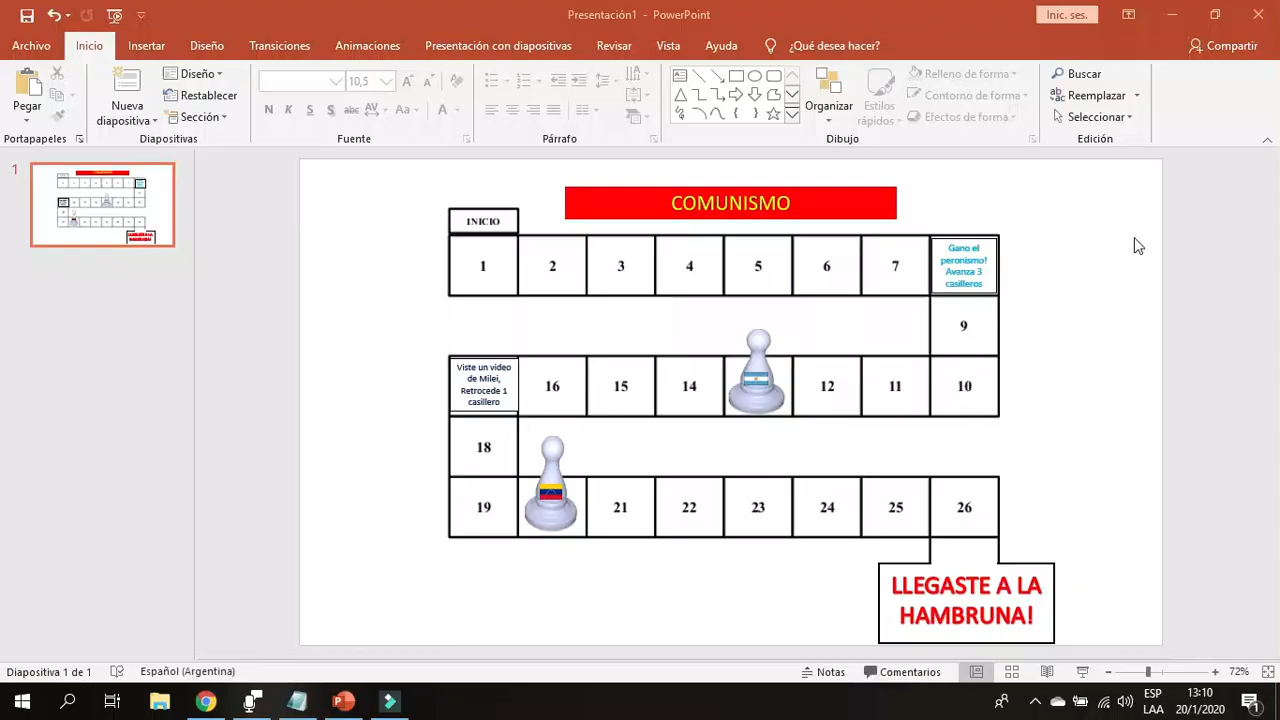 Presentación1 - PowerPoint
Inic. ses.
Archivo Inicio Insertar Diseño Transiciones Animaciones Presentación con diapositivas Revisar Vista Ayuda ¿Qué desea hacer? Compartir
Pegar
Nueva
diapositiva
Diseño
Restablecer
Sección
10,5
N K S S abc AV Aa A
Organizar
Estilos
rápidos
Relleno de forma
Contorno de forma
Efectos de forma
Buscar
Reemplazar
Seleccionar
Portapapeles Diapositivas Fuente Párrafo Dibujo Edición
1
COMUNISMO
INICIO
1 2 3 4 5 6 7
Gano el
peronismo!
Avanza 3
casilleros
9
Viste un video
de Milei,
Retrocede 1
casillero
16 15 14 12 11 10
18
19 21 22 23 24 25 26
LLEGASTE A LA
HAMBRUNA!
Diapositiva 1 de 1 Español (Argentina) Notas Comentarios 72%
ESP
LAA
13:10
20/1/2020
1